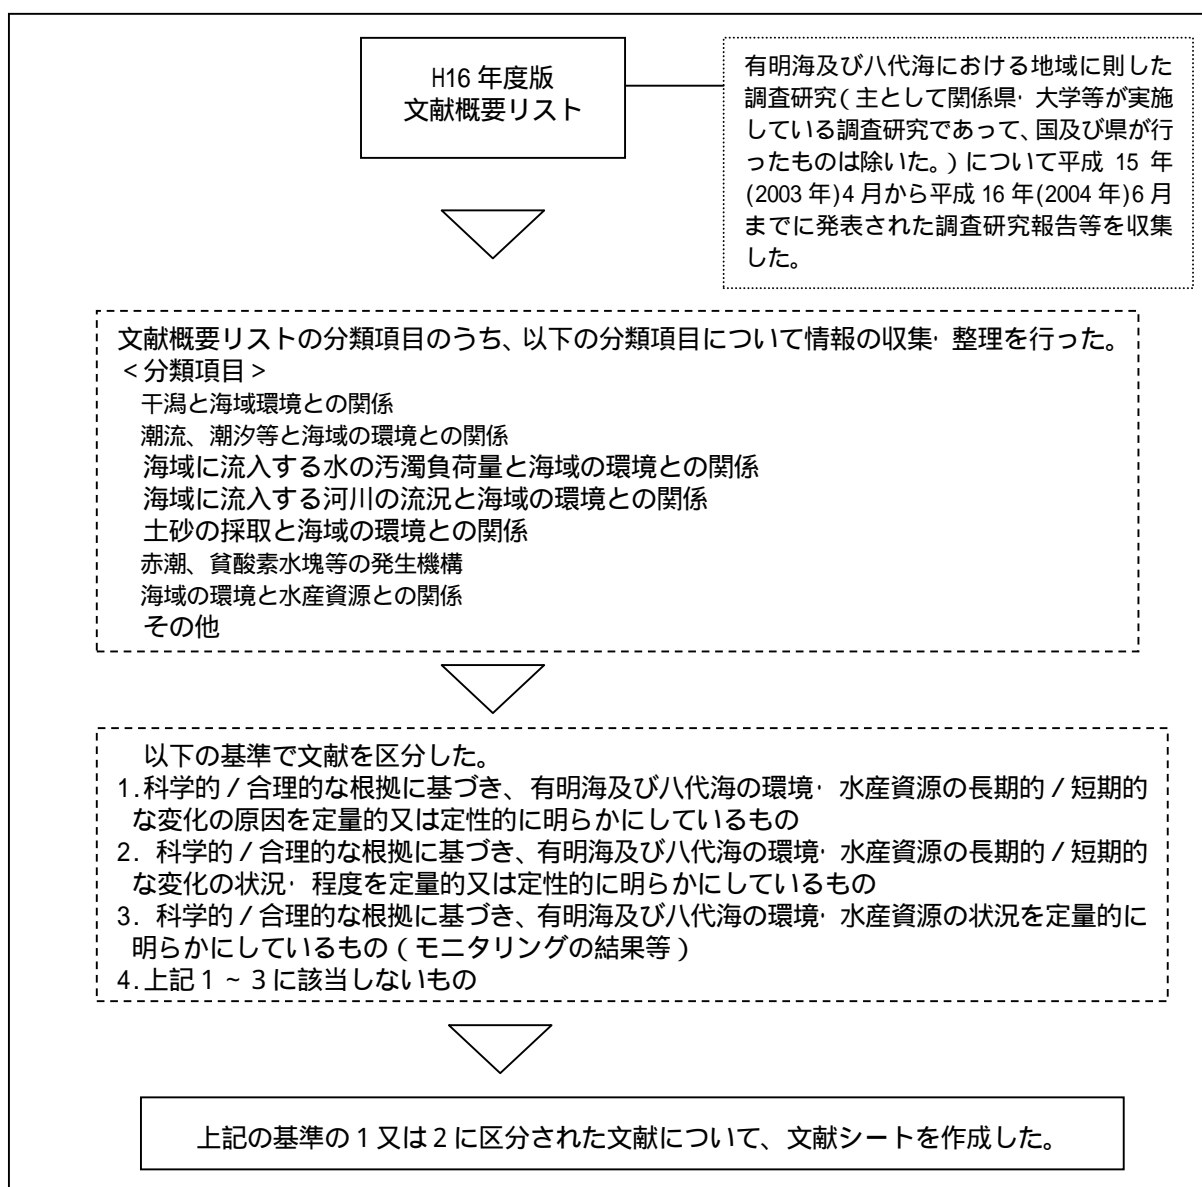 H16 年度版
文献概要リスト
有明海及び八代海における地域に則した
調査研究(主として関係県・大学等が実施
している調査研究であって、国及び県が行
ったものは除いた。)について平成 15 年
(2003 年)4 月から平成 16 年(2004 年)6 月
までに発表された調査研究報告等を収集
した。
文献概要リストの分類項目のうち、以下の分類項目について情報の収集・整理を行った。
<分類項目>
干潟と海域環境との関係
潮流、潮汐等と海域の環境との関係
海域に流入する水の汚濁負荷量と海域の環境との関係
海域に流入する河川の流況と海域の環境との関係
土砂の採取と海域の環境との関係
赤潮、貧酸素水塊等の発生機構
海域の環境と水産資源との関係
その他
以下の基準で文献を区分した。
1.科学的/合理的な根拠に基づき、有明海及び八代海の環境・水産資源の長期的/短期的
な変化の原因を定量的又は定性的に明らかにしているもの
2. 科学的/合理的な根拠に基づき、有明海及び八代海の環境・水産資源の長期的/短期的
な変化の状況・程度を定量的又は定性的に明らかにしているもの
3. 科学的/合理的な根拠に基づき、有明海及び八代海の環境・水産資源の状況を定量的に
明らかにしているもの(モニタリングの結果等)
4.上記1~3に該当しないもの
上記の基準の1又は2に区分された文献について、文献シートを作成した。